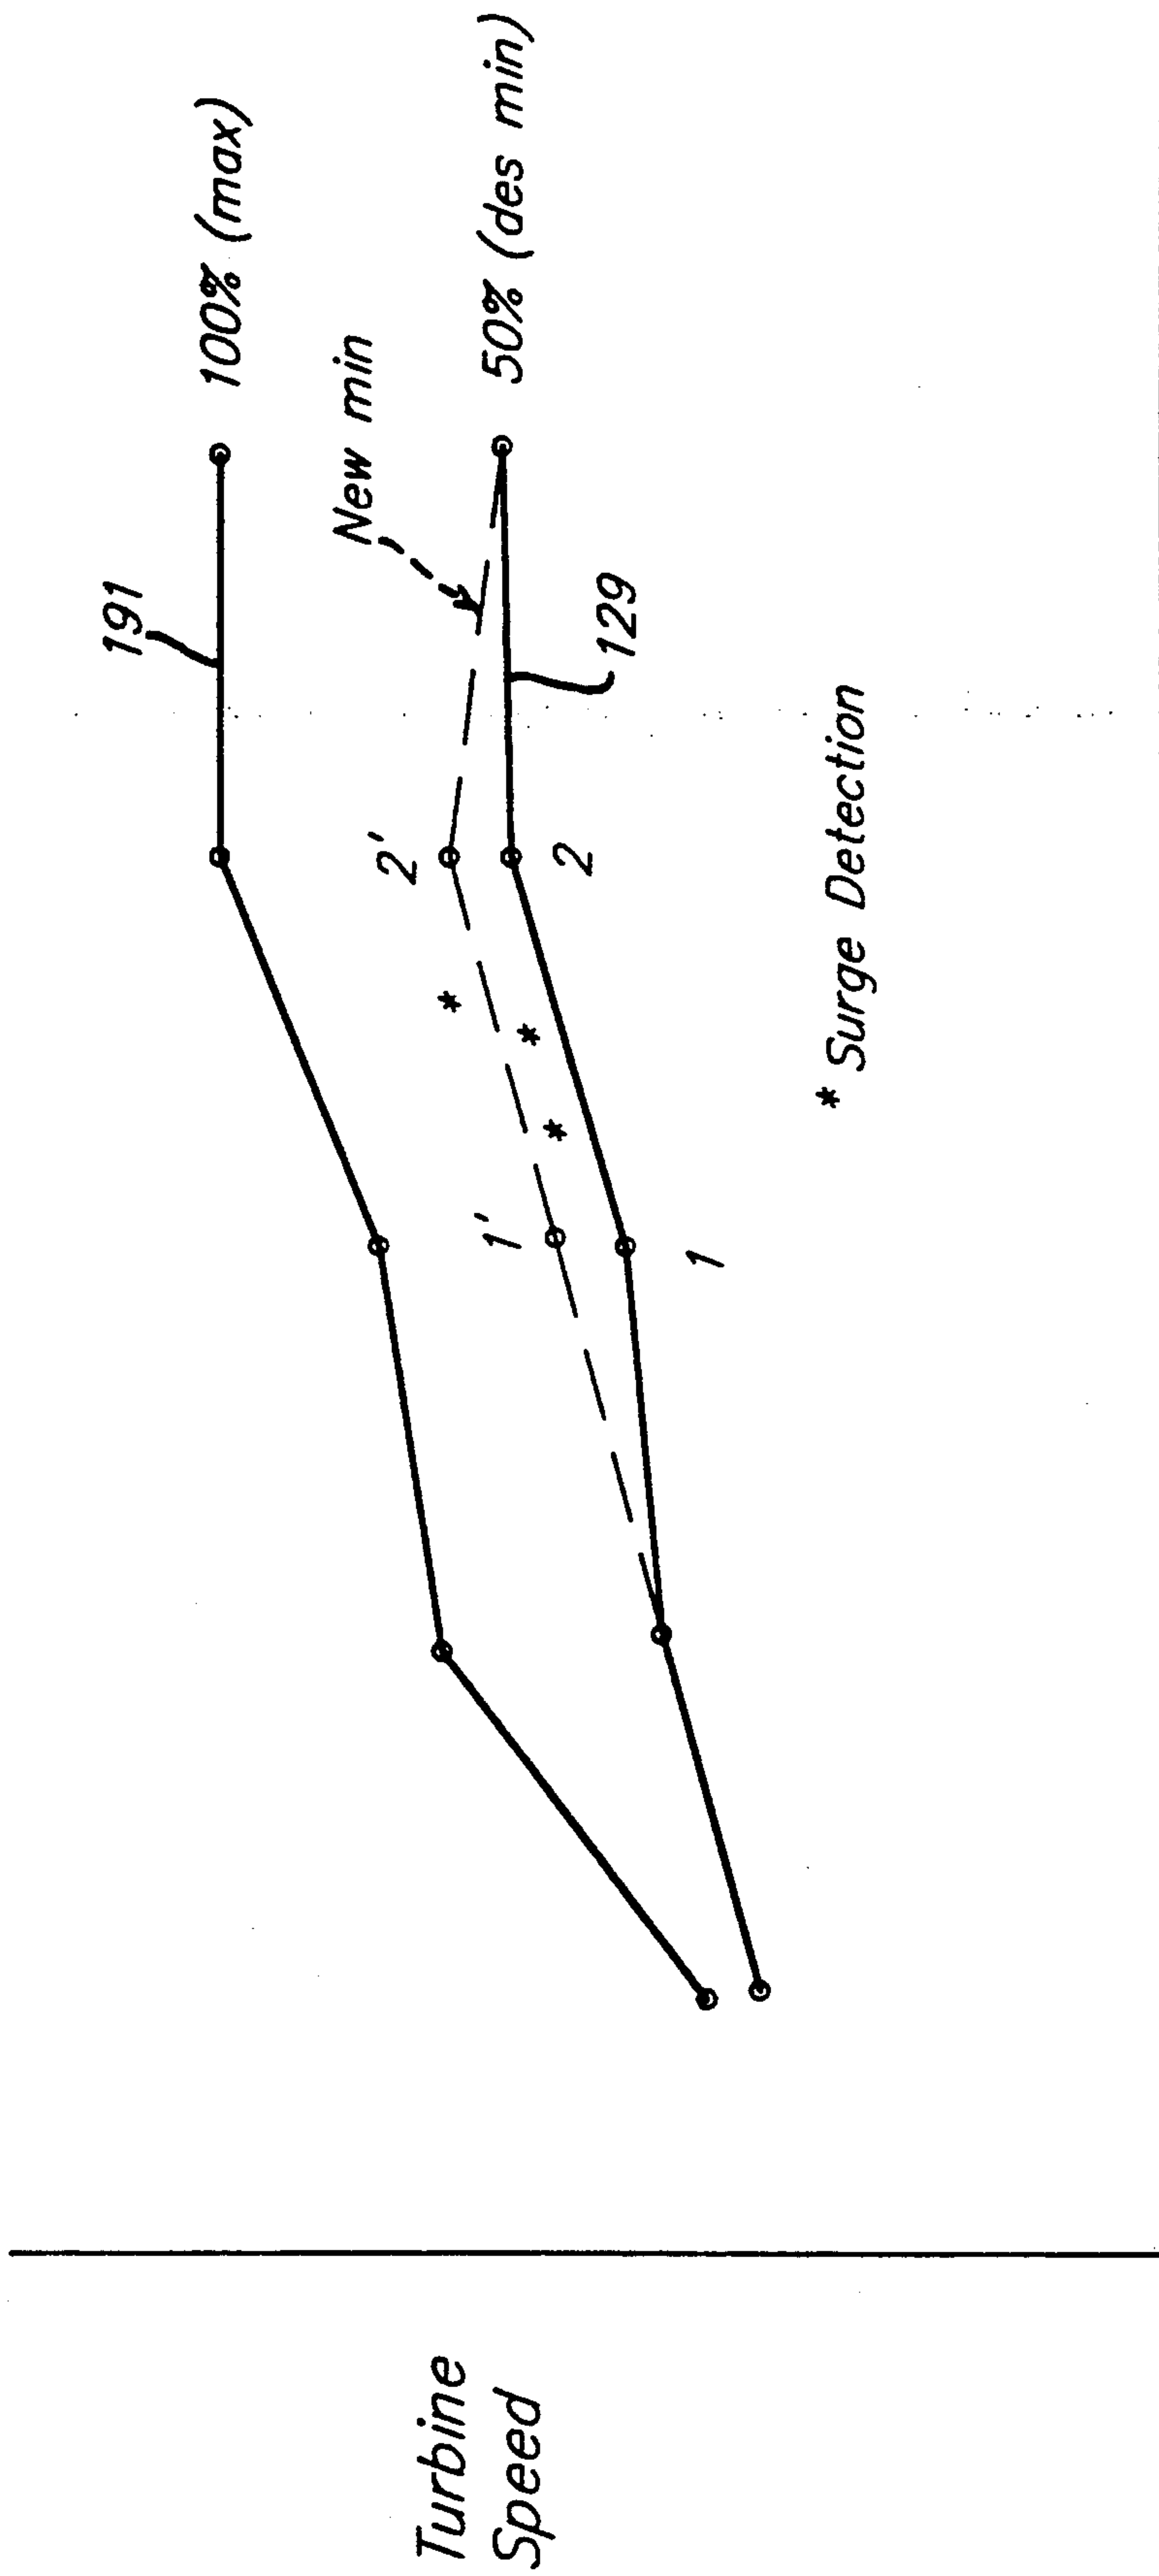 191
100% (max)
New min
2'
50% (des min)
1'
2
129
1
Turbine
Speed
* * *
* Surge Detection